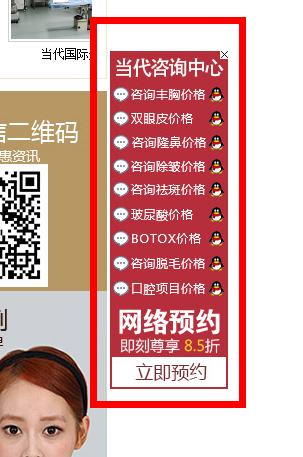 当代国际
当代咨询中心
咨询丰胸价格
双眼皮价格
咨询隆鼻价格
咨询除皱价格
咨询祛斑价格
玻尿酸价格
BOTOX价格
咨询脱毛价格
口腔项目价格
网络预约
即刻尊享 8.5折
立即预约
二维码
惠资讯